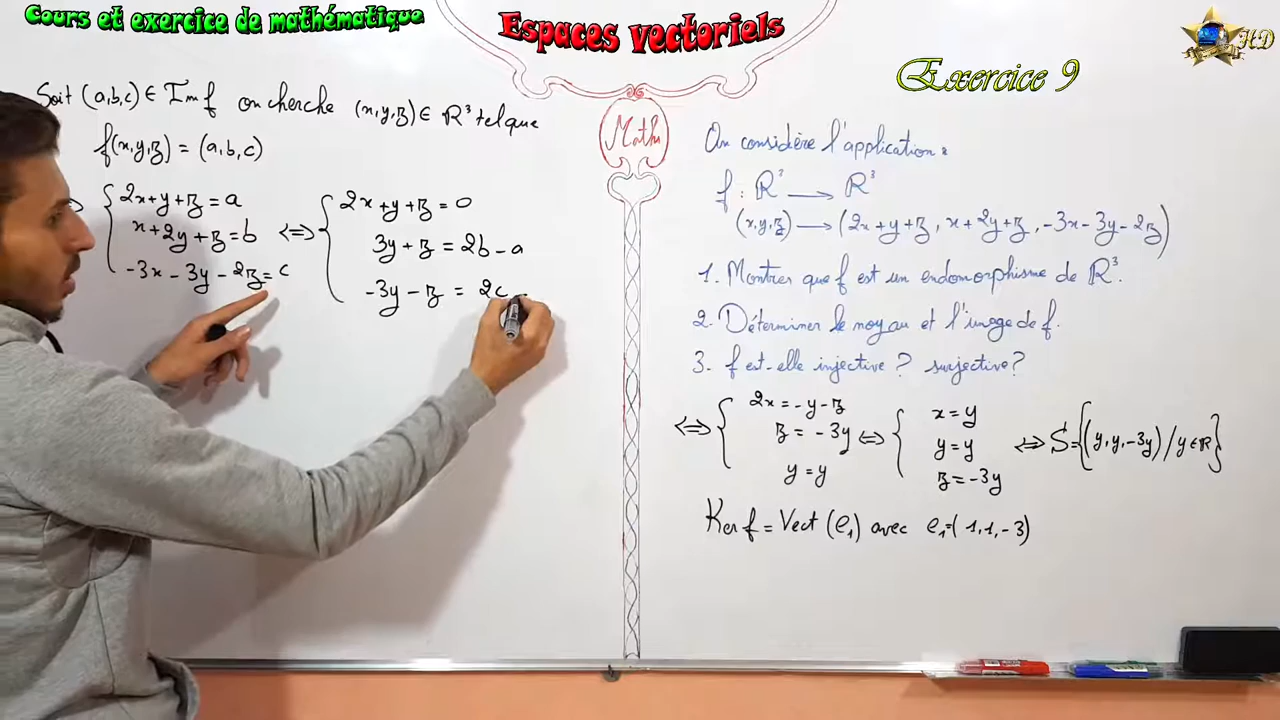 Cours et exercice de mathématique
Espaces vectoriels
HD
Exercice 9
Soit (a,b,c) ∈ Im f on cherche (x,y,z) ∈ ℝ³ tel que
f(x,y,z) = (a,b,c)
⇔ { 2x+y+z = a
x+2y+z = b
-3x-3y-2z = c
⇔ { 2x+y+z = 0
3y+z = 2b-a
-3y-z = 2c
Maths
On considère l'application :
f : ℝ³ → ℝ³
(x,y,z) → (2x+y+z, x+2y+z, -3x-3y-2z)
1. Montrer que f est un endomorphisme de ℝ³.
2. Déterminer le noyau et l'image de f.
3. f est-elle injective ? surjective ?
⇔ { 2x = -y-z
z = -3y
y = y
⇔ { x = y
y = y
z = -3y
⇔ S = {(y,y,-3y) / y ∈ ℝ}
Ker f = Vect (e₁) avec e₁=(1,1,-3)